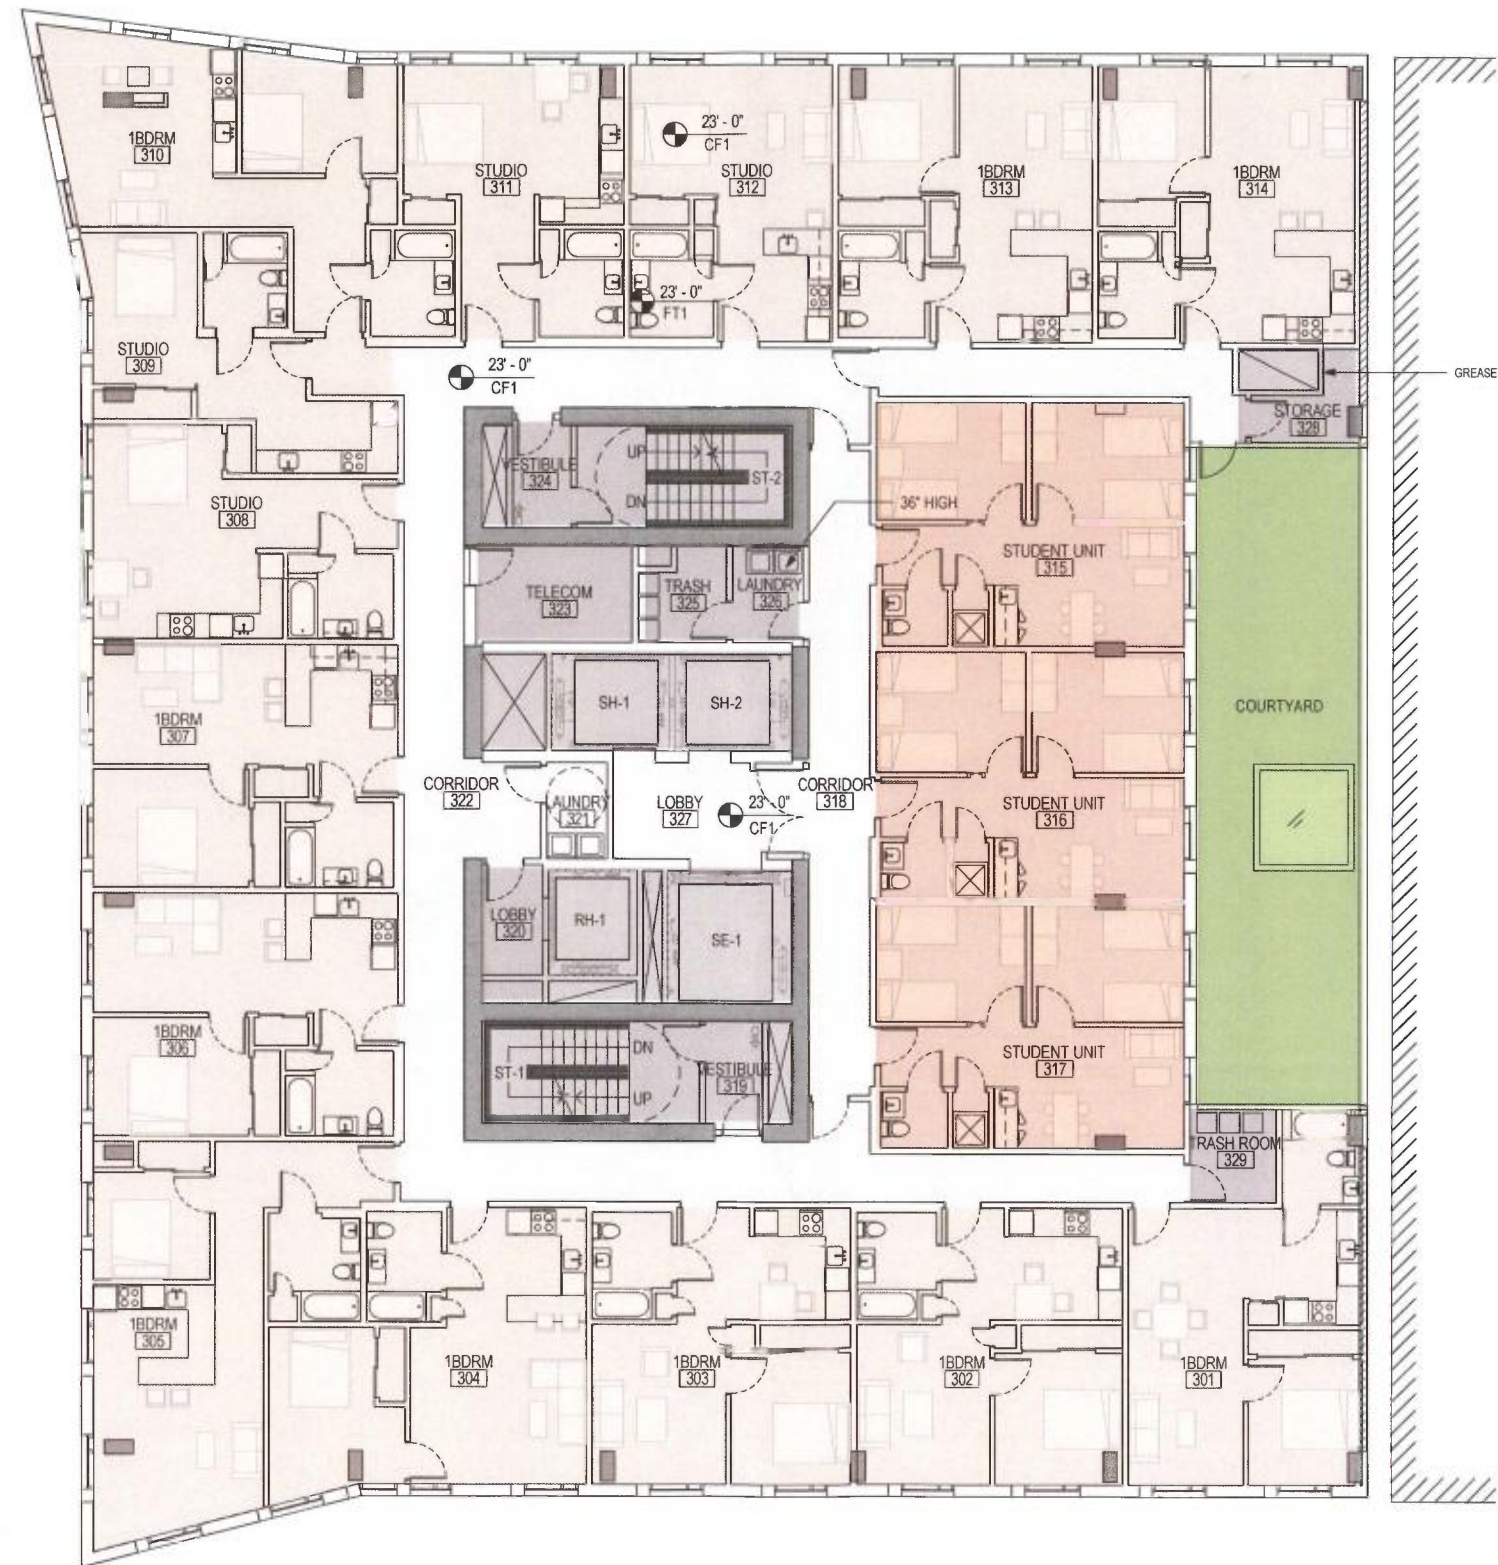 1BDRM
310
STUDIO
311
23' - 0"
CF1
STUDIO
312
1BDRM
313
1BDRM
314
23' - 0"
FT1
STUDIO
309
23' - 0"
CF1
GREASE
STORAGE
328
VESTIBULE
324
UP
DN
ST-2
36" HIGH
STUDIO
308
STUDENT UNIT
315
TELECOM
323
TRASH
325
LAUNDRY
326
SH-1
SH-2
COURTYARD
1BDRM
307
CORRIDOR
322
LAUNDRY
321
LOBBY
327
23' - 0"
CF1
CORRIDOR
318
STUDENT UNIT
316
LOBBY
320
RH-1
SE-1
1BDRM
306
ST-1
DN
UP
VESTIBULE
319
STUDENT UNIT
317
TRASH ROOM
329
1BDRM
305
1BDRM
304
1BDRM
303
1BDRM
302
1BDRM
301